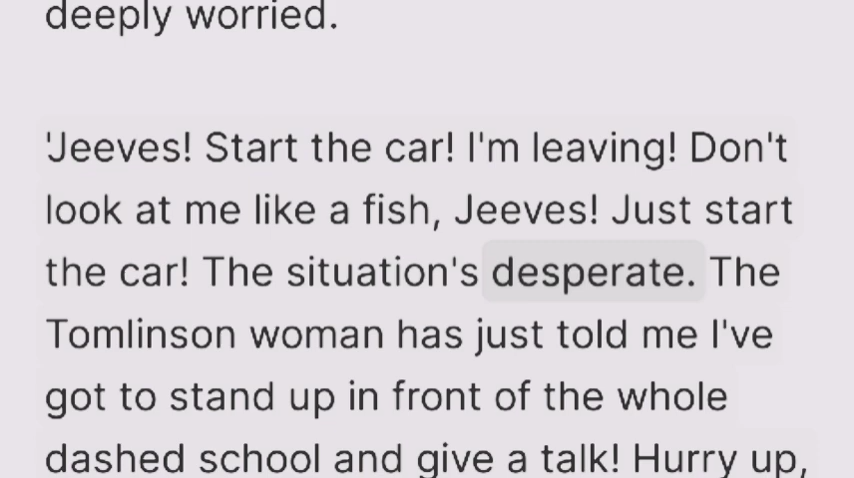 deeply worried.
'Jeeves! Start the car! I'm leaving! Don't
look at me like a fish, Jeeves! Just start
the car! The situation's desperate. The
Tomlinson woman has just told me I've
got to stand up in front of the whole
dashed school and give a talk! Hurry up,